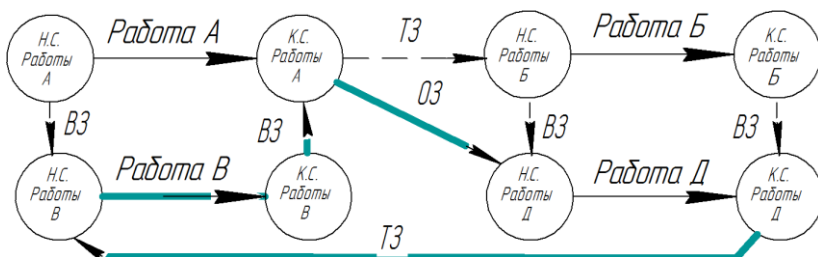 Н.С.
Работы
А
Работа А
К.С.
Работы
А
ТЗ
Н.С.
Работы
Б
Работа Б
К.С.
Работы
Б
ВЗ
ВЗ
ОЗ
ВЗ
ВЗ
Н.С.
Работы
В
Работа В
К.С.
Работы
В
Н.С.
Работы
Д
Работа Д
К.С.
Работы
Д
ТЗ